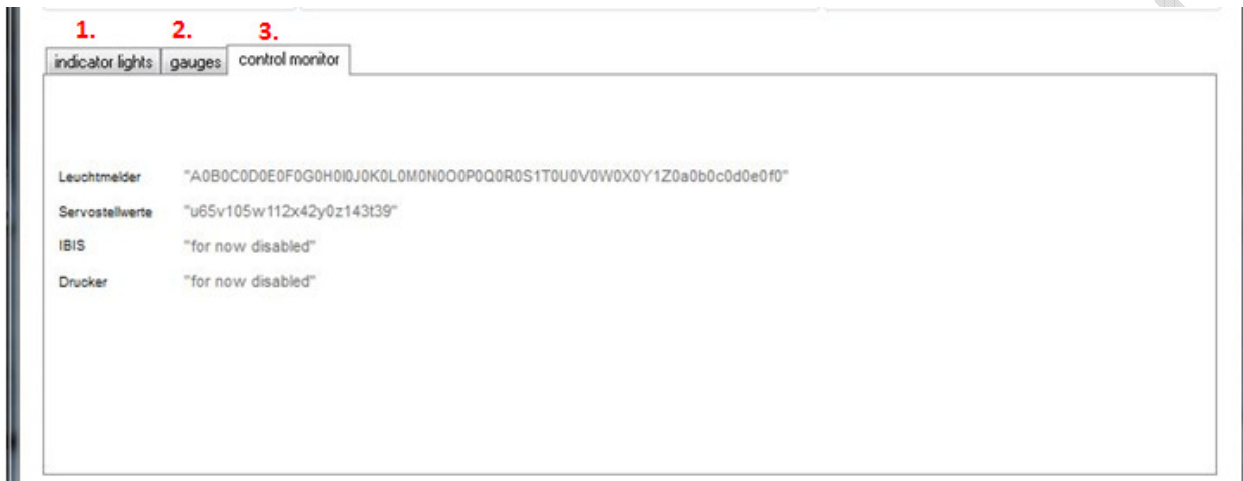 1. 2. 3.
indicator lights gauges control monitor
Leuchtmelder "A0B0C0D0E0F0G0H0I0J0K0L0M0N0O0P0Q0R0S1T0U0V0W0X0Y1Z0a0b0c0d0e0f0"
Servostellwerte "u65v105w112x42y0z143t39"
IBIS "for now disabled"
Drucker "for now disabled"